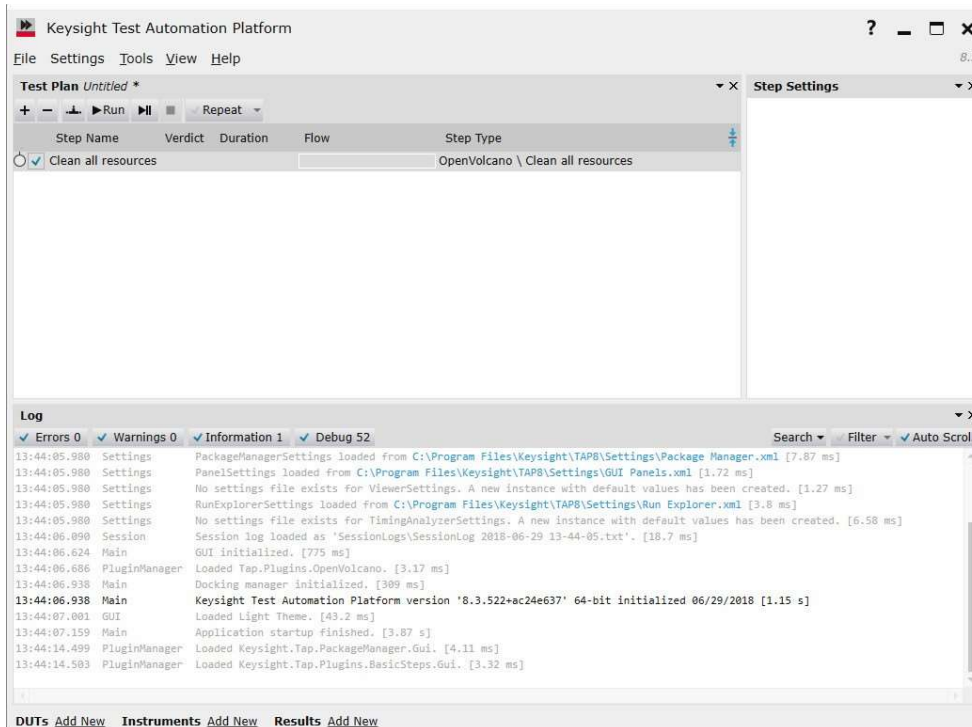 Keysight Test Automation Platform
?
File Settings Tools View Help
8.
Test Plan Untitled *
Step Settings
+ - Run Repeat
Step Name Verdict Duration Flow Step Type
Clean all resources OpenVolcano \ Clean all resources
Log
Errors 0 Warnings 0 Information 1 Debug 52 Search Filter Auto Scrol
13:44:05.980 Settings PackageManagerSettings loaded from C:\Program Files\Keysight\TAP8\Settings\Package Manager.xml [7.87 ms]
13:44:05.980 Settings PanelSettings loaded from C:\Program Files\Keysight\TAP8\Settings\GUI Panels.xml [1.72 ms]
13:44:05.980 Settings No settings file exists for ViewerSettings. A new instance with default values has been created. [1.27 ms]
13:44:05.980 Settings RunExplorerSettings loaded from C:\Program Files\Keysight\TAP8\Settings\Run Explorer.xml [3.8 ms]
13:44:05.980 Settings No settings file exists for TimingAnalyzerSettings. A new instance with default values has been created. [6.58 ms]
13:44:06.090 Session Session log loaded as 'SessionLogs\SessionLog 2018-06-29 13-44-05.txt'. [18.7 ms]
13:44:06.624 Main GUI initialized. [775 ms]
13:44:06.686 PluginManager Loaded Tap.Plugins.OpenVolcano. [3.17 ms]
13:44:06.938 Main Docking manager initialized. [309 ms]
13:44:06.938 Main Keysight Test Automation Platform version '8.3.522+ac24e637' 64-bit initialized 06/29/2018 [1.15 s]
13:44:07.001 GUI Loaded Light Theme. [43.2 ms]
13:44:07.159 Main Application startup finished. [3.87 s]
13:44:14.499 PluginManager Loaded Keysight.Tap.PackageManager.Gui. [4.11 ms]
13:44:14.503 PluginManager Loaded Keysight.Tap.Plugins.BasicSteps.Gui. [3.32 ms]
DUTs Add New Instruments Add New Results Add New